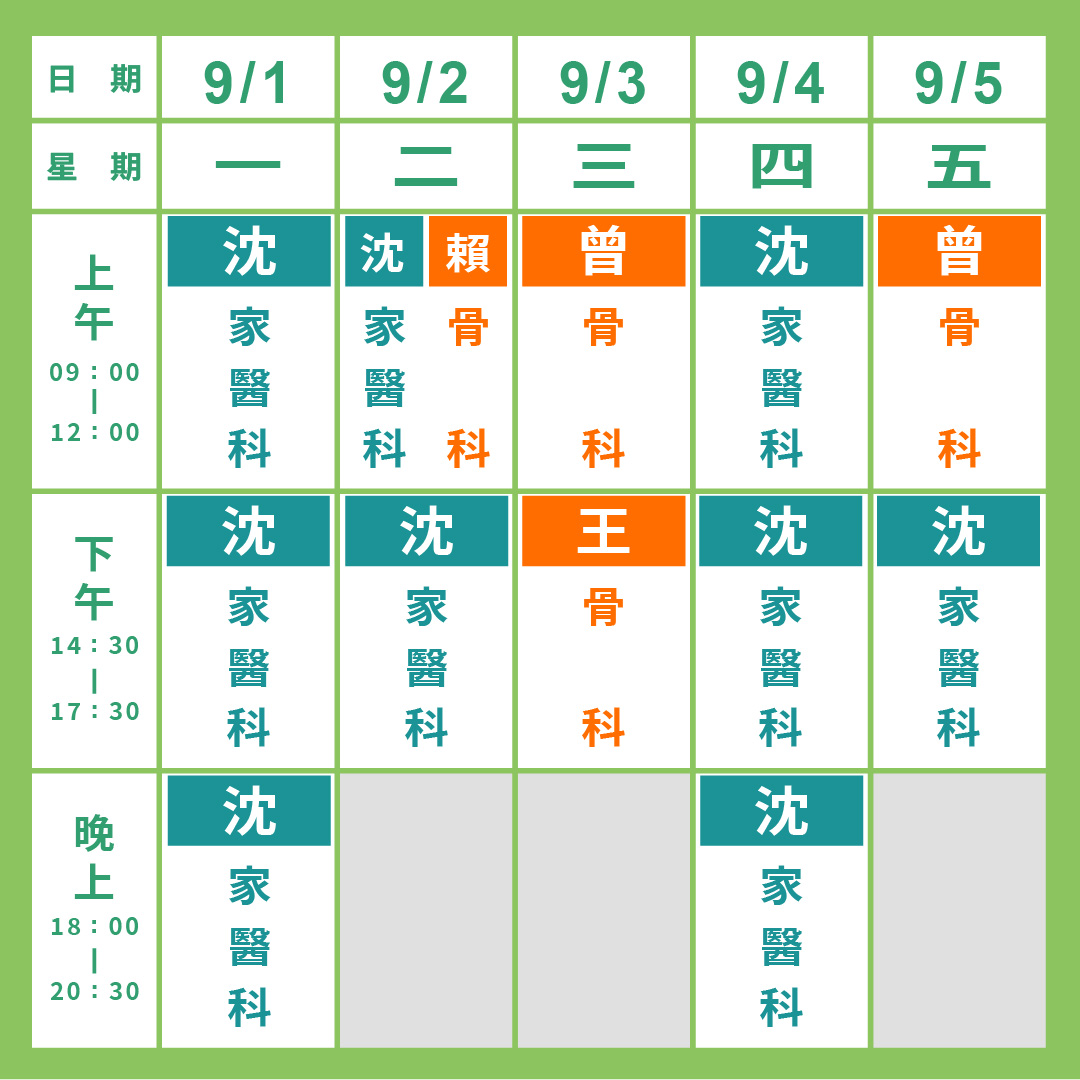 日 期 9/1 9/2 9/3 9/4 9/5
星 期 一 二 三 四 五
上午 09:00 | 12:00
沈 家醫科
沈 家醫科
賴 骨科
曾 骨科
沈 家醫科
曾 骨科
下午 14:30 | 17:30
沈 家醫科
沈 家醫科
王 骨科
沈 家醫科
沈 家醫科
晚上 18:00 | 20:30
沈 家醫科
沈 家醫科